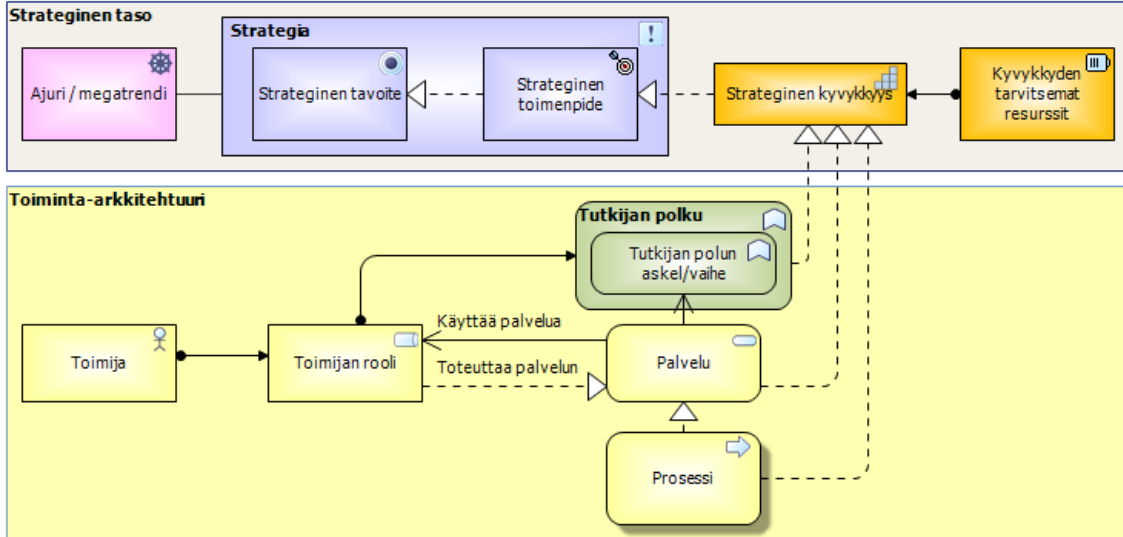 Strateginen taso
Strategia
Ajuri / megatrendi
Strateginen tavoite
Strateginen
toimenpide
Strateginen kyvykkyys
Kyvykkyden
tarvitsemat
resurssit
Toiminta-arkkitehtuuri
Tutkijan polku
Tutkijan polun
askel/vaihe
Käyttää palvelua
Toimija
Toimijan rooli
Toteuttaa palvelun
Palvelu
Prosessi